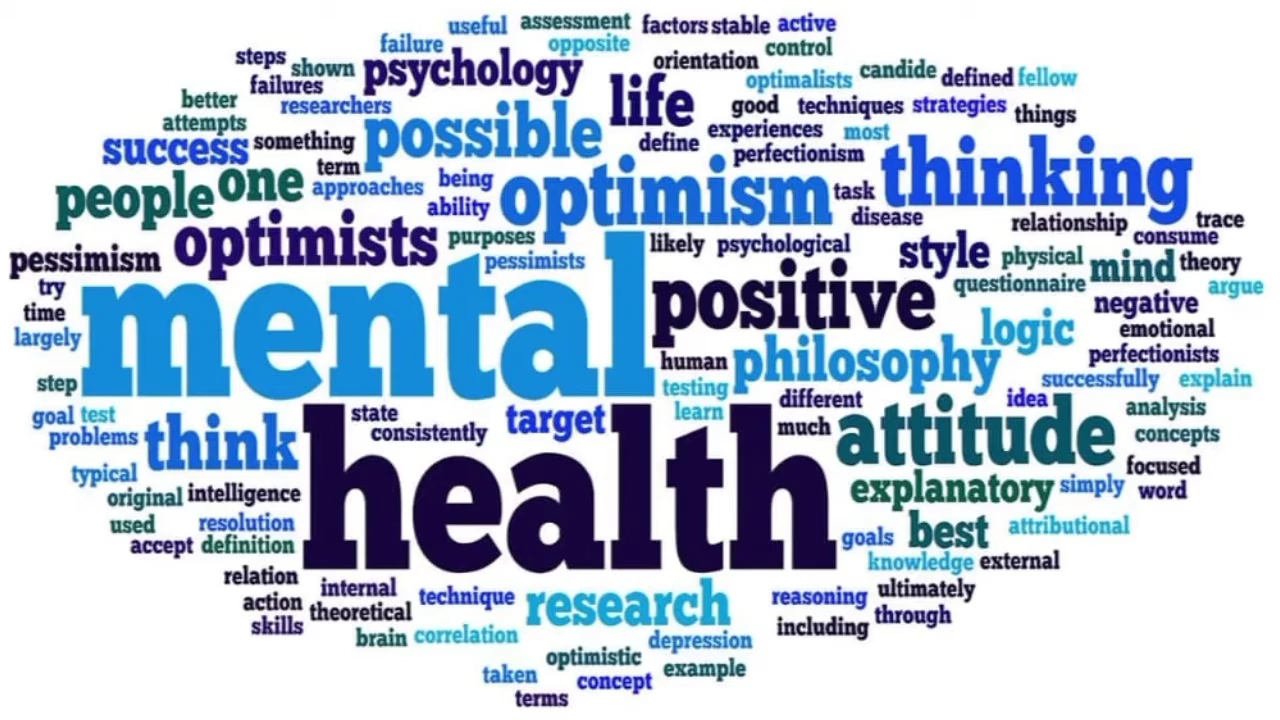 useful assessment factors stable active
failure opposite control
steps shown psychology orientation
failures life optimalists candide defined fellow
better researchers good techniques strategies things
attempts possible define experiences most
success something perfectionism
term thinking
people one approaches being optimism task
ability disease
optimists purposes likely psychological relationship trace
consume
pessimism pessimists style physical mind theory
try mental positive questionnaire argue
time negative
largely logic emotional
human philosophy perfectionists
step testing successfully explain
goal test state target learn different idea analysis
problems think consistently much attitude concepts
typical health focused
original intelligence explanatory simply word
used resolution best attributional
accept definition goals
knowledge external
relation internal technique research reasoning ultimately
action theoretical through
skills brain correlation including
depression
optimistic example
taken concept
terms